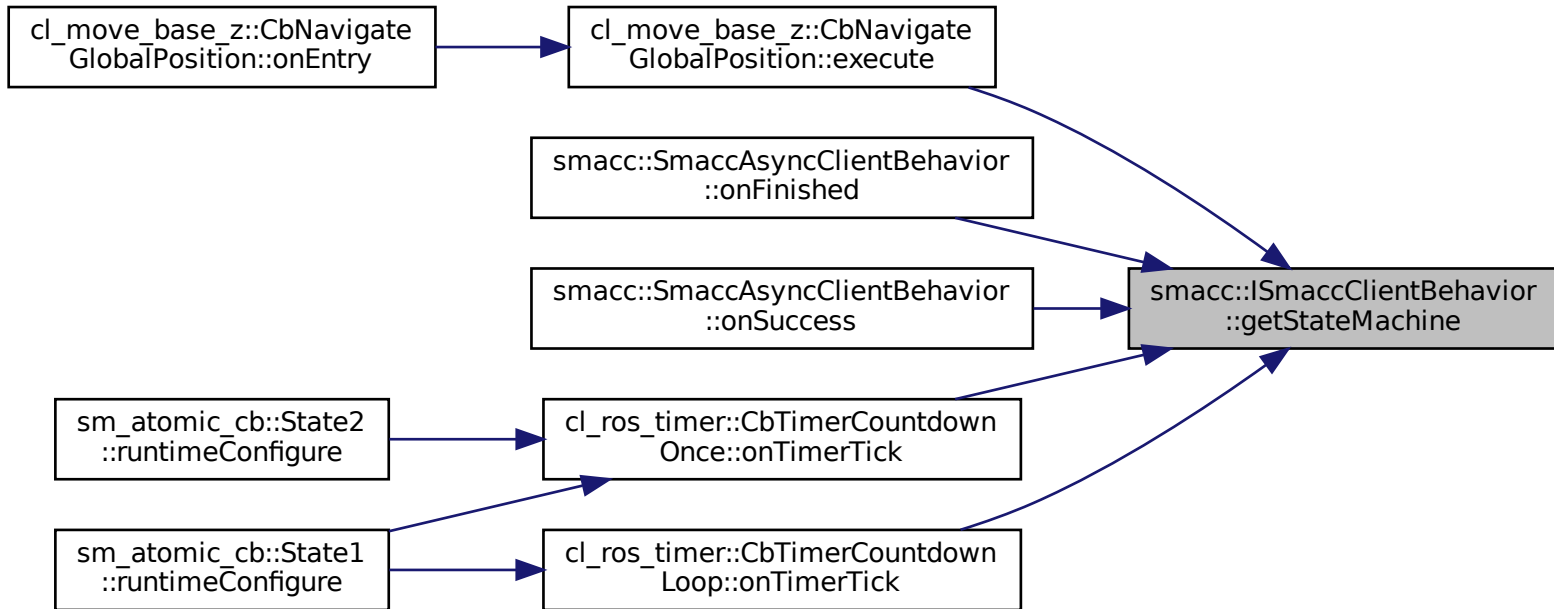 cl_move_base_z::CbNavigate
GlobalPosition::onEntry
cl_move_base_z::CbNavigate
GlobalPosition::execute
smacc::SmaccAsyncClientBehavior
::onFinished
smacc::SmaccAsyncClientBehavior
::onSuccess
smacc::ISmaccClientBehavior
::getStateMachine
sm_atomic_cb::State2
::runtimeConfigure
cl_ros_timer::CbTimerCountdown
Once::onTimerTick
sm_atomic_cb::State1
::runtimeConfigure
cl_ros_timer::CbTimerCountdown
Loop::onTimerTick